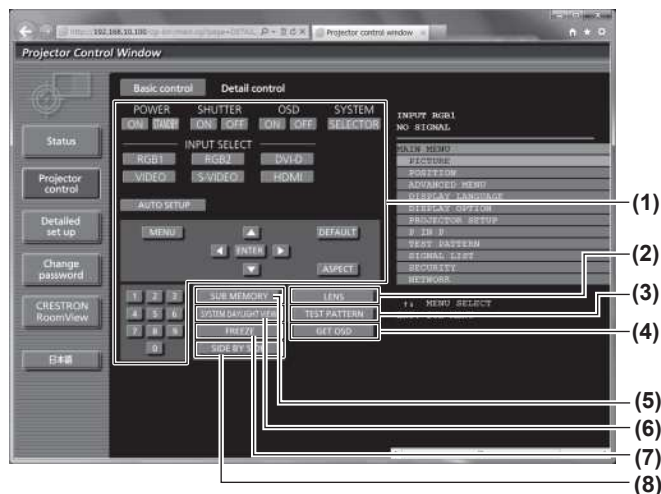 Projector control window
Projector Control Window
Basic control Detail control
POWER SHUTTER OSD SYSTEM
ON STANDBY ON OFF ON OFF SELECTOR
INPUT SELECT
RGB1 RGB2 DVI-D
VIDEO S-VIDEO HDMI
AUTO SETUP
MENU DEFAULT
ENTER
ASPECT
1 2 3
4 5 6
7 8 9
0
SUB MEMORY LENS
SYSTEM DAYLIGHT VIEW TEST PATTERN
FREEZE GET OSD
SIDE BY SIDE
Status
Projector
control
Detailed
set up
Change
password
CRESTRON
RoomView
日本語
INPUT RGB1
NO SIGNAL
MAIN MENU
PICTURE
POSITION
ADVANCED MENU
DISPLAY LANGUAGE
DISPLAY OPTION
PROJECTOR SETUP
P IN P
TEST PATTERN
SIGNAL LIST
SECURITY
NETWORK
MENU SELECT
(1)
(2)
(3)
(4)
(5)
(6)
(7)
(8)